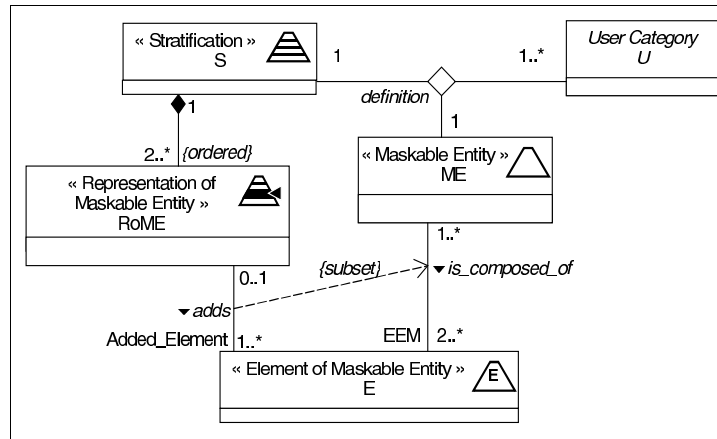 « Stratification »
S
User Category
U
1
1..*
definition
1
1
2..*
{ordered}
« Maskable Entity »
ME
« Representation of
Maskable Entity »
RoME
1..*
0..1
{subset}
is_composed_of
adds
Added_Element
1..*
EEM
2..*
« Element of Maskable Entity »
E
E